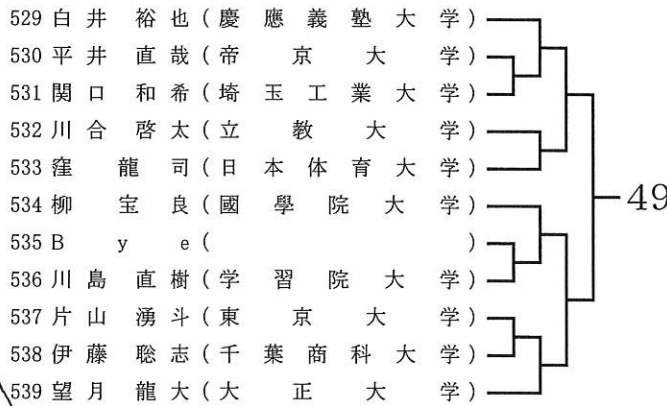 529 白井 裕也 (慶應義塾大学)
530 平井 直哉 (帝京大学)
531 関口 和希 (埼玉工業大学)
532 川合 啓太 (立教大学)
533 窪 龍司 (日本体育大学)
534 柳 宝良 (國學院大学)
535 Bye ( )
536 川島 直樹 (学習院大学)
537 片山 湧斗 (東京大学)
538 伊藤 聡志 (千葉商科大学)
539 望月 龍大 (大正大学)
49